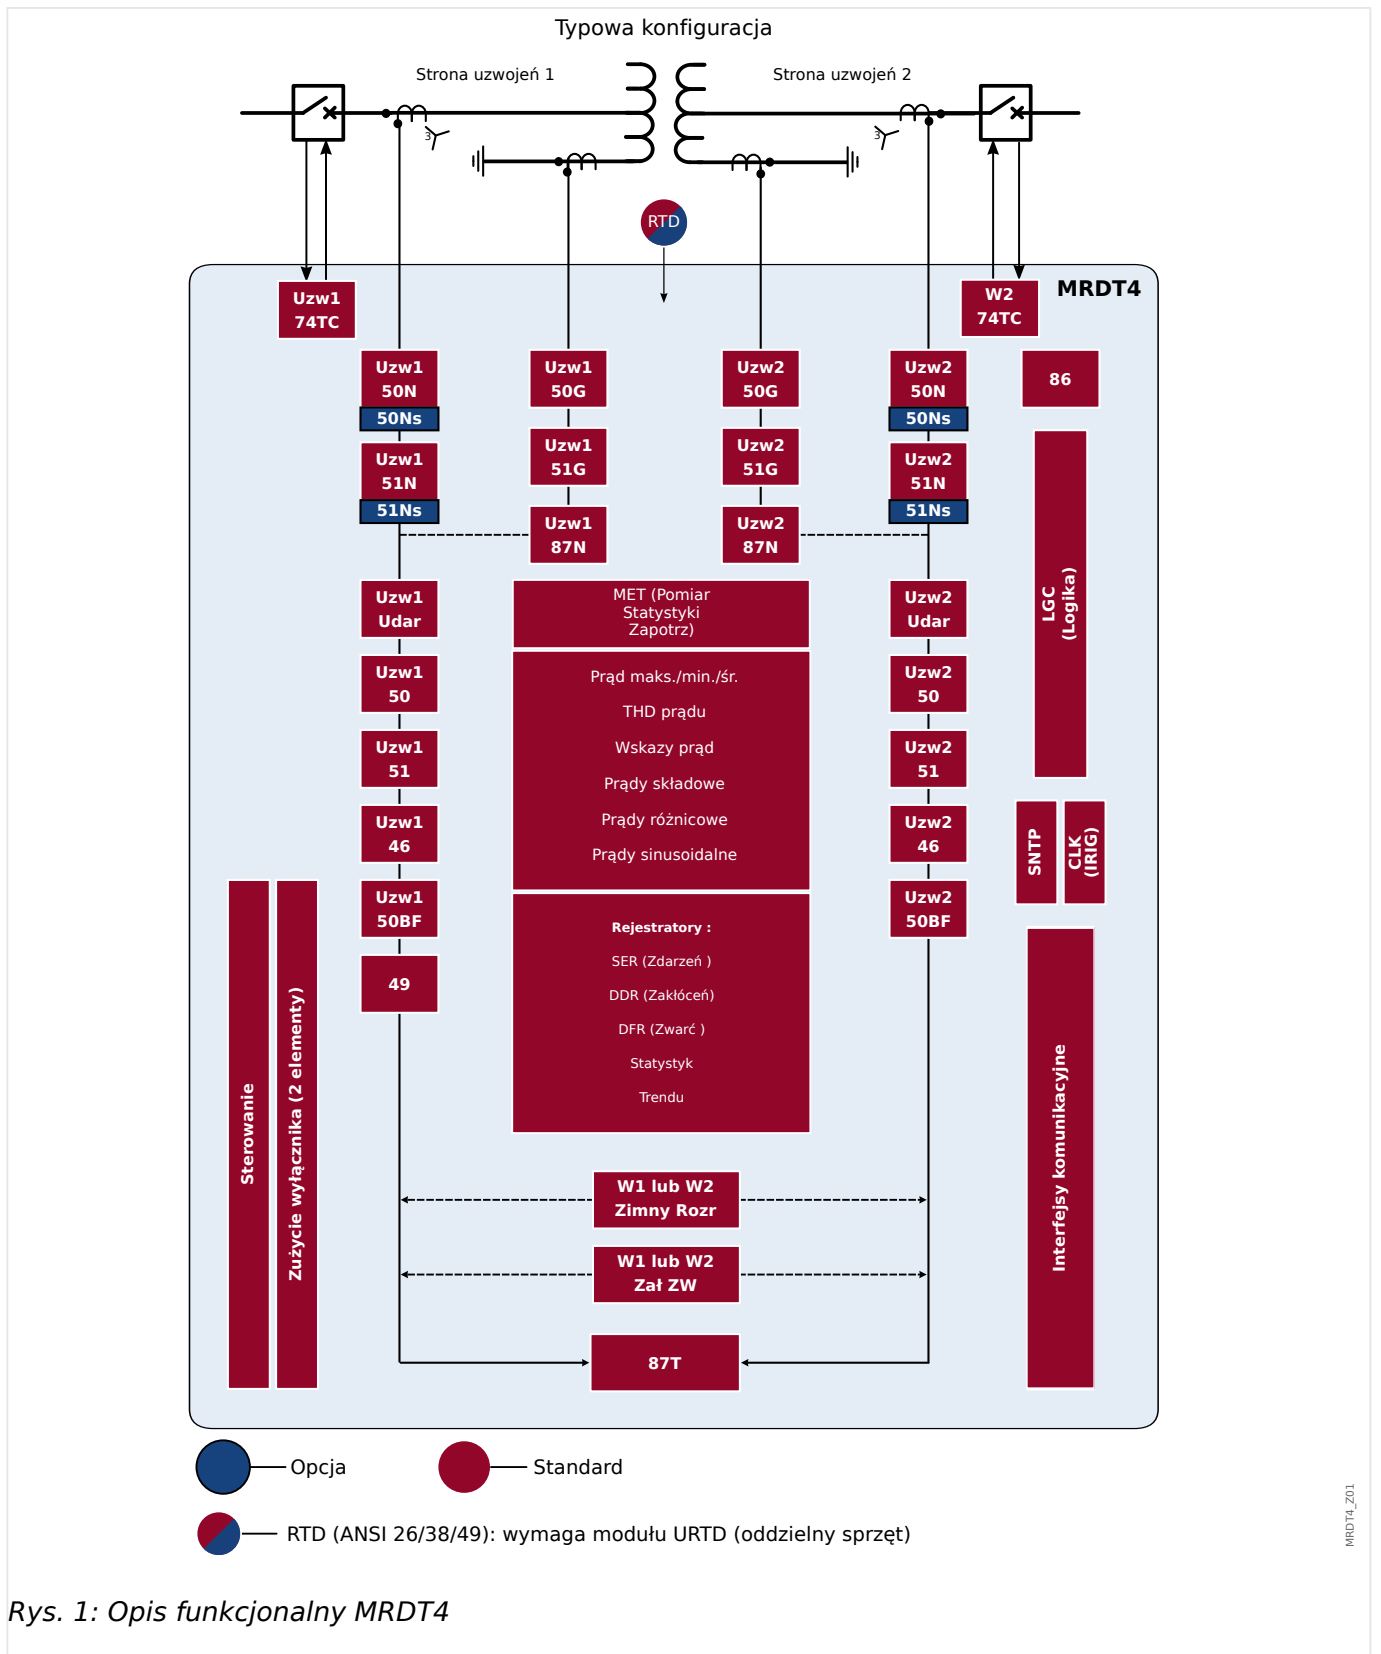 Typowa konfiguracja
Strona uzwojeń 1
Strona uzwojeń 2
3
3
RTD
MRDT4
Uzw1
74TC
W2
74TC
Uzw1
50N
50Ns
Uzw1
50G
Uzw2
50G
Uzw2
50N
50Ns
86
Uzw1
51N
51Ns
Uzw1
51G
Uzw2
51G
Uzw2
51N
51Ns
Uzw1
87N
Uzw2
87N
LGC
(Logika)
Uzw1
Udar
MET (Pomiar
Statystyki
Zapotrz)
Uzw2
Udar
Uzw1
50
Uzw2
50
Uzw1
51
Uzw2
51
Uzw1
46
Uzw2
46
Uzw1
50BF
Uzw2
50BF
49
Prąd maks./min./śr.
THD prądu
Wskazy prąd
Prądy składowe
Prądy różnicowe
Prądy sinusoidalne
SNTP
CLK
(IRIG)
Rejestratory :
SER (Zdarzeń )
DDR (Zakłóceń)
DFR (Zwarć )
Statystyk
Trendu
Sterowanie
Zużycie wyłącznika (2 elementy)
Interfejsy komunikacyjne
W1 lub W2
Zimny Rozr
W1 lub W2
Zał ZW
87T
Opcja
Standard
RTD (ANSI 26/38/49): wymaga modułu URTD (oddzielny sprzęt)
MRDT4_Z01
Rys. 1: Opis funkcjonalny MRDT4